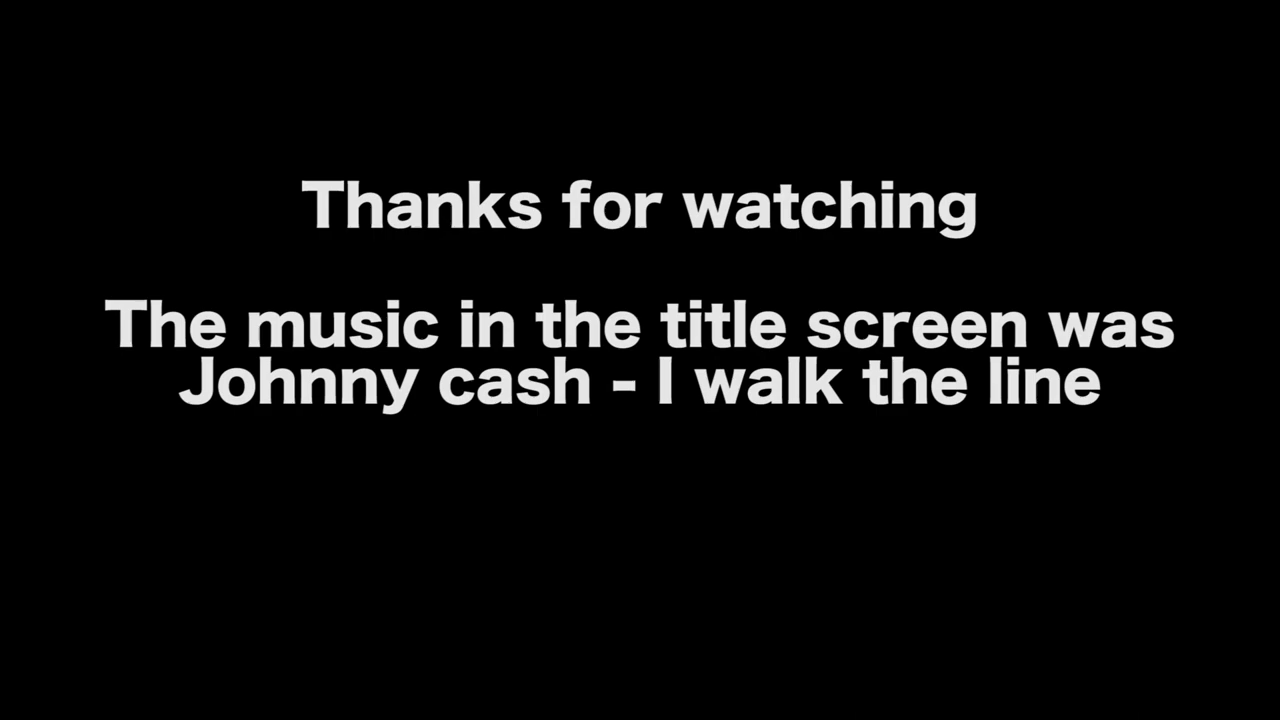 Thanks for watching
The music in the title screen was
Johnny cash - I walk the line